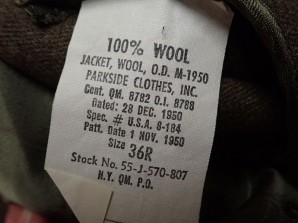 100% WOOL
JACKET, WOOL, O.D. M-1950
PARKSIDE CLOTHES, INC.
Cont. QM. 8782 O.I. 8788
Dated: 28 DEC. 1950
Spec. # U.S.A. 8-184
Patt. Date 1 NOV. 1950
Size 36R
Stock No. 55-J-570-807
N.Y. QM. P.O.